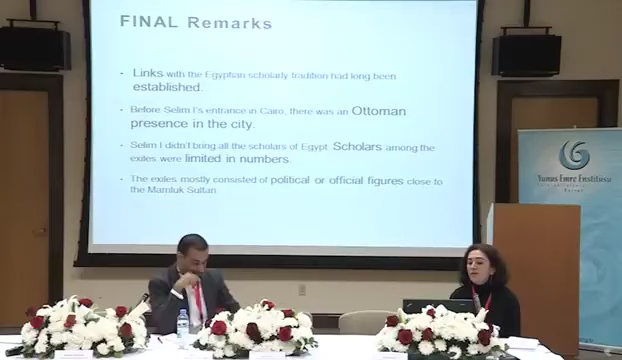 FINAL Remarks
- Links with the Egyptian scholarly tradition had long been
established.
- Before Selim I's entrance in Cairo, there was an Ottoman
presence in the city.
- Selim I didn't bring all the scholars of Egypt. Scholars among the
exiles were limited in numbers.
- The exiles mostly consisted of political or official figures close to
the Mamluk Sultan.
Yunus Emre Enstitüsü